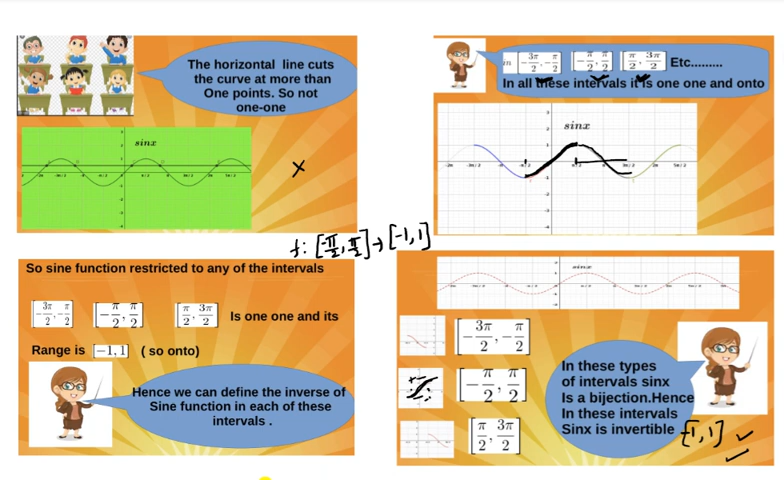 The horizontal line cuts
the curve at more than
One points. So not
one-one
sinx
×
in [-3π/2, -π/2] [-π/2, π/2] [π/2, 3π/2] Etc.........
In all these intervals it is one one and onto
sinx
f: [-π/2, π/2] → [-1, 1]
So sine function restricted to any of the intervals
[-3π/2, -π/2] [-π/2, π/2] [π/2, 3π/2] Is one one and its
Range is [-1, 1] ( so onto)
Hence we can define the inverse of
Sine function in each of these
intervals .
sinx
[-3π/2, -π/2]
[-π/2, π/2]
[π/2, 3π/2]
In these types
of intervals sinx
Is a bijection.Hence
In these intervals
Sinx is invertible
[-1, 1]